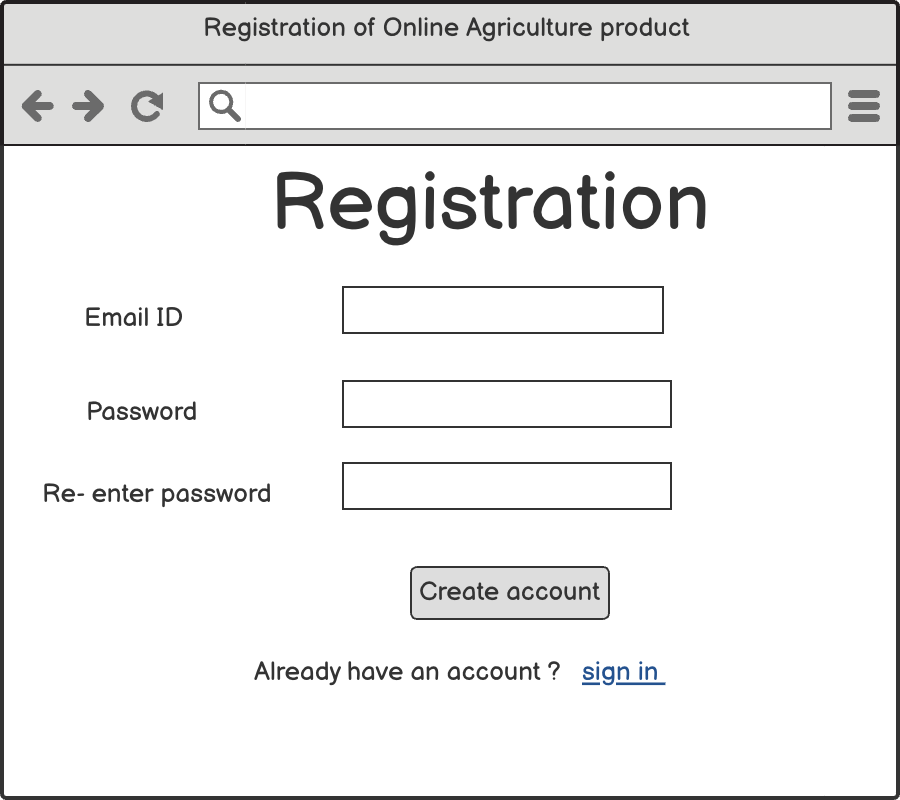 Registration of Online Agriculture product
Registration
Email ID
Password
Re- enter password
Create account
Already have an account ? sign in